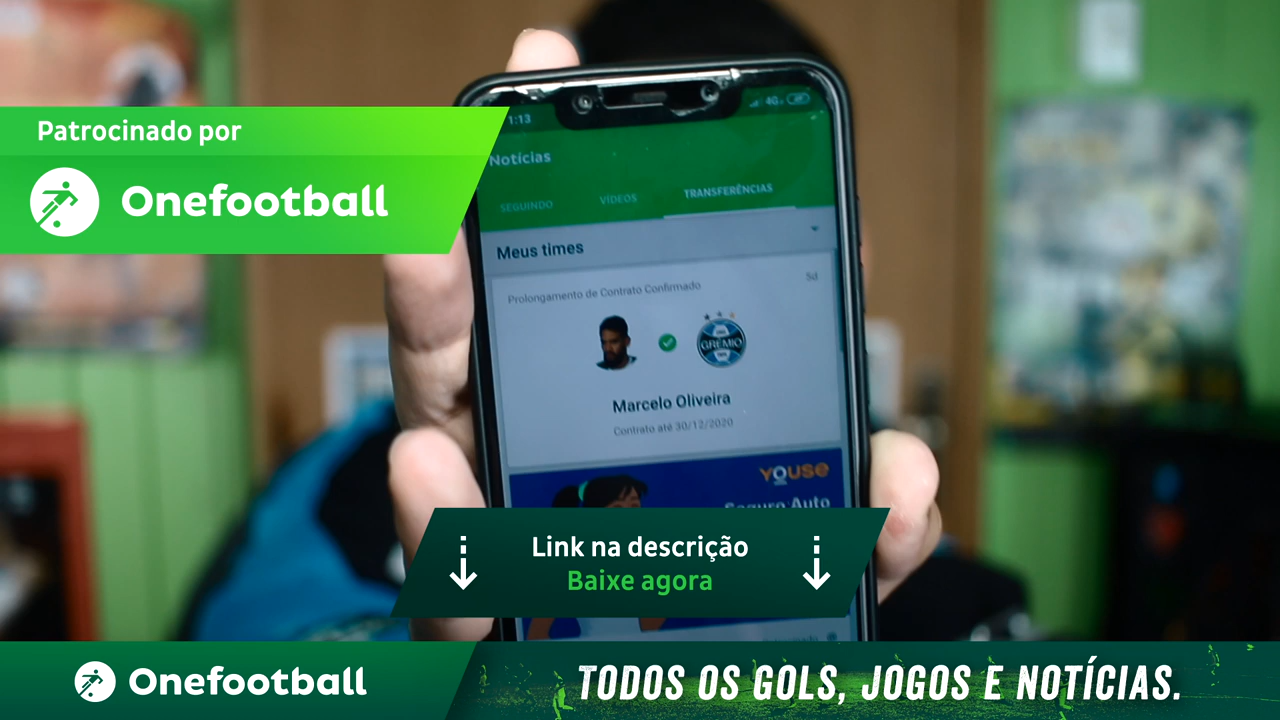 Patrocinado por
Onefootball
1:13
4G
Notícias
SEGUINDO
VÍDEOS
TRANSFERÊNCIAS
Meus times
Prolongamento de Contrato Confirmado
5d
GRÊMIO
Marcelo Oliveira
Contrato até 30/12/2020
YOUSE
Seguro Auto
Link na descrição
Baixe agora
Onefootball
TODOS OS GOLS, JOGOS E NOTÍCIAS.